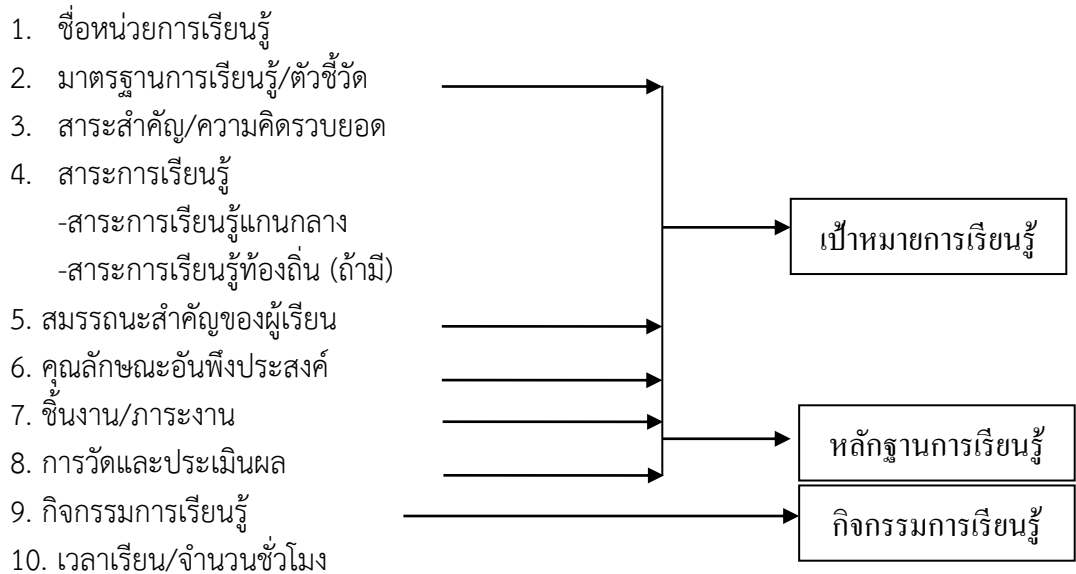 1. ชื่อหน่วยการเรียนรู้
2. มาตรฐานการเรียนรู้/ตัวชี้วัด
3. สาระสำคัญ/ความคิดรวบยอด
4. สาระการเรียนรู้
-สาระการเรียนรู้แกนกลาง
-สาระการเรียนรู้ท้องถิ่น (ถ้ามี)
เป้าหมายการเรียนรู้
5. สมรรถนะสำคัญของผู้เรียน
6. คุณลักษณะอันพึงประสงค์
7. ชิ้นงาน/ภาระงาน
8. การวัดและประเมินผล
หลักฐานการเรียนรู้
9. กิจกรรมการเรียนรู้
กิจกรรมการเรียนรู้
10. เวลาเรียน/จำนวนชั่วโมง